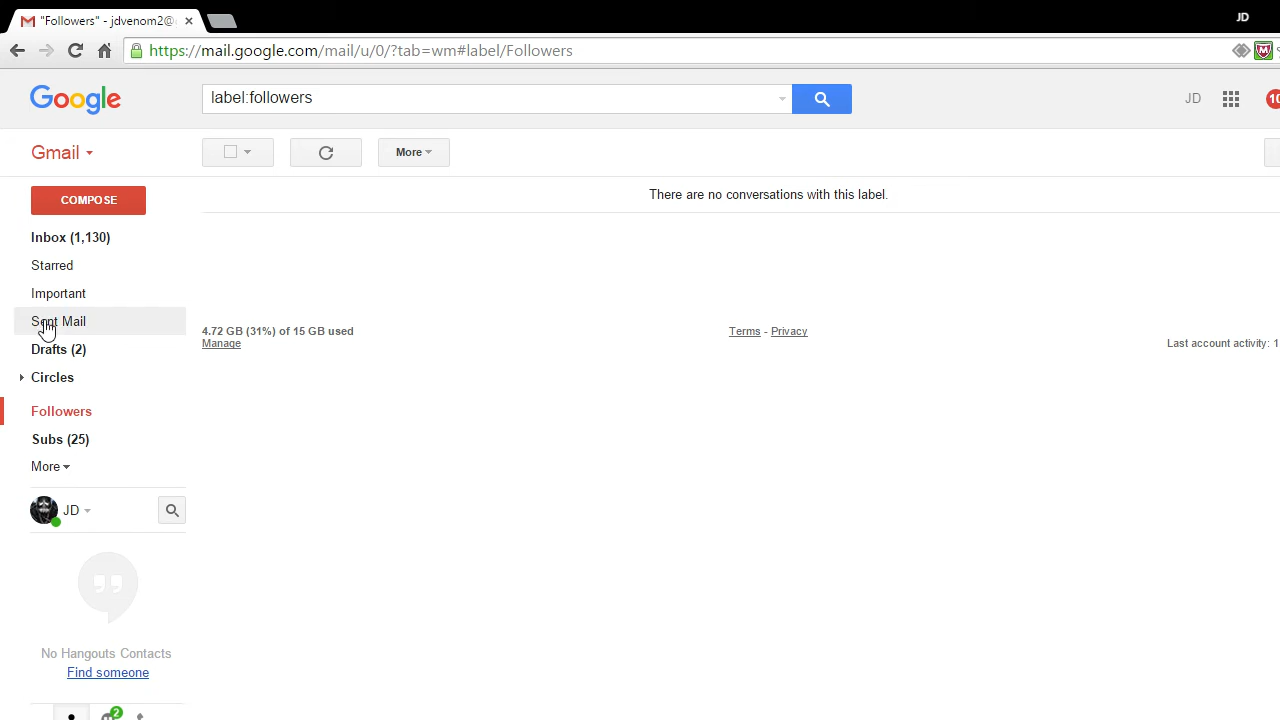 "Followers" - jdvenom2@
JD
https://mail.google.com/mail/u/0/?tab=wm#label/Followers
Google
label:followers
JD
10
Gmail
More
COMPOSE
There are no conversations with this label.
Inbox (1,130)
Starred
Important
Sent Mail
Drafts (2)
Circles
Followers
Subs (25)
More
4.72 GB (31%) of 15 GB used
Manage
Terms - Privacy
Last account activity: 1
JD
No Hangouts Contacts
Find someone
2